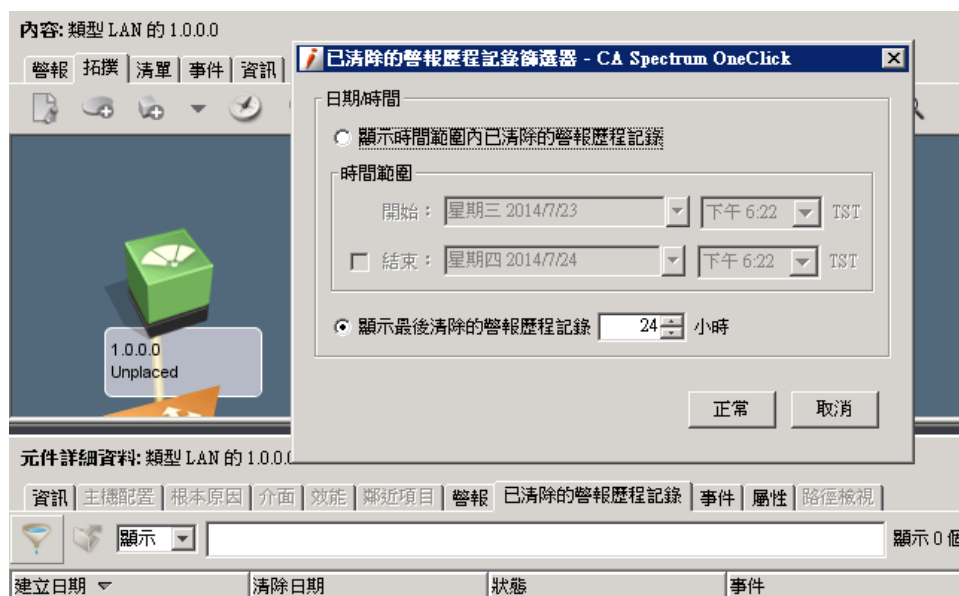 內容: 類型 LAN 的 1.0.0.0
警報 拓撲 清單 事件 資訊
已清除的警報歷程記錄篩選器 - CA Spectrum OneClick
日期/時間
顯示時間範圍內已清除的警報歷程記錄
時間範圍
開始： 星期三 2014/7/23 下午 6:22 TST
結束： 星期四 2014/7/24 下午 6:22 TST
顯示最後清除的警報歷程記錄 24 小時
1.0.0.0
Unplaced
正常 取消
元件詳細資料: 類型 LAN 的 1.0.0.
資訊 主機配置 根本原因 介面 效能 鄰近項目 警報 已清除的警報歷程記錄 事件 屬性 路徑檢視
顯示 顯示 0 個
建立日期 清除日期 狀態 事件